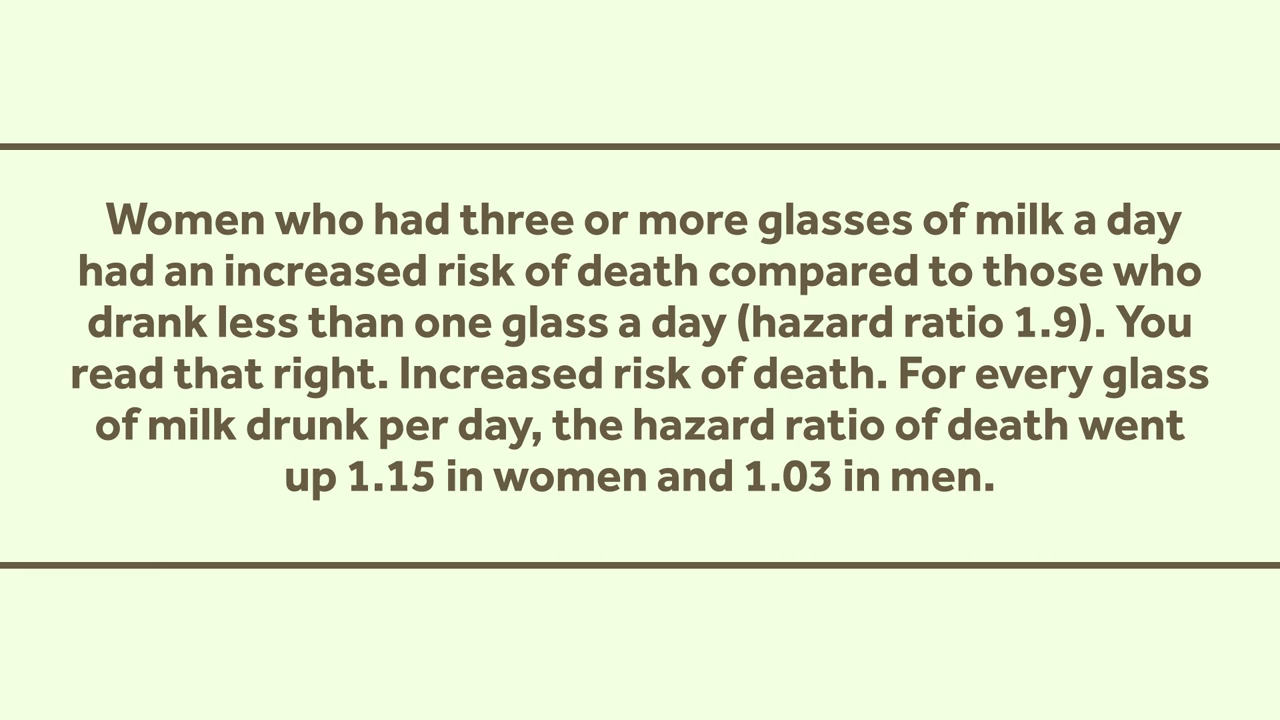 Women who had three or more glasses of milk a day
had an increased risk of death compared to those who
drank less than one glass a day (hazard ratio 1.9). You
read that right. Increased risk of death. For every glass
of milk drunk per day, the hazard ratio of death went
up 1.15 in women and 1.03 in men.